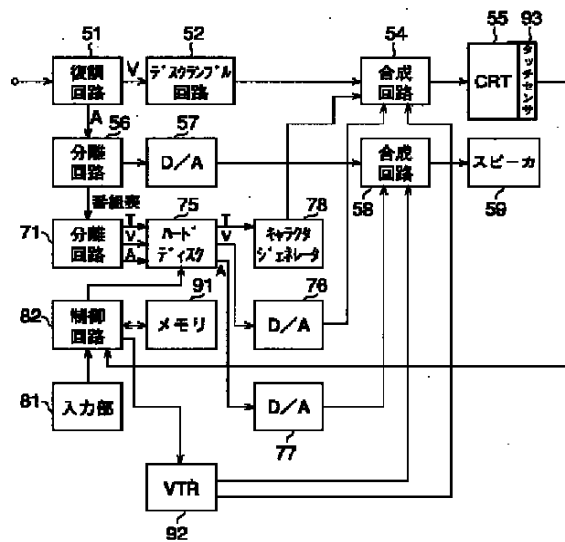 51
52
54
55
93
復調
回路
V
ディスクランブル
回路
合成
回路
CRT
タッチセンサ
A
56
57
分離
回路
D/A
合成
回路
スピーカ
58
59
番組表
71
分離
回路
T
V
A
75
ハード
ディスク
T
V
A
78
キャラクタ
ジェネレータ
82
制御
回路
91
メモリ
76
D/A
81
入力部
D/A
77
VTR
92